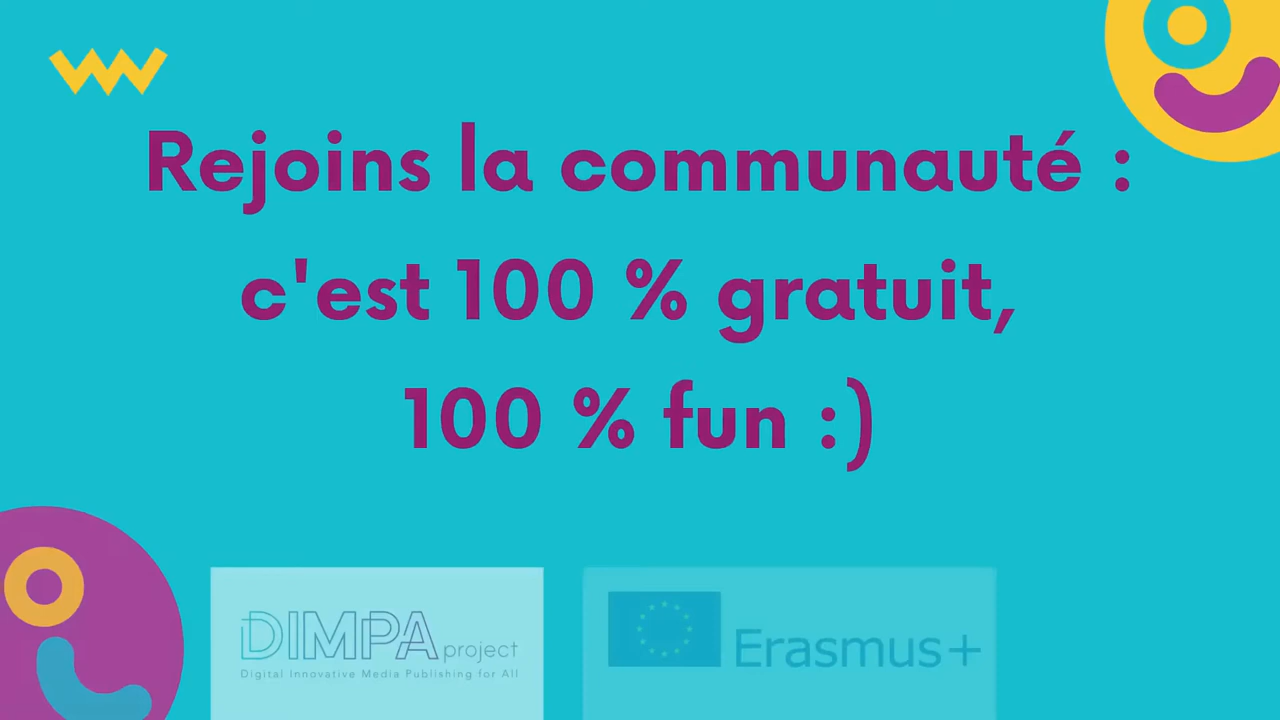 Rejoins la communauté :
c'est 100 % gratuit,
100 % fun :)
DIMPA project
Digital Innovative Media Publishing for All
Erasmus+